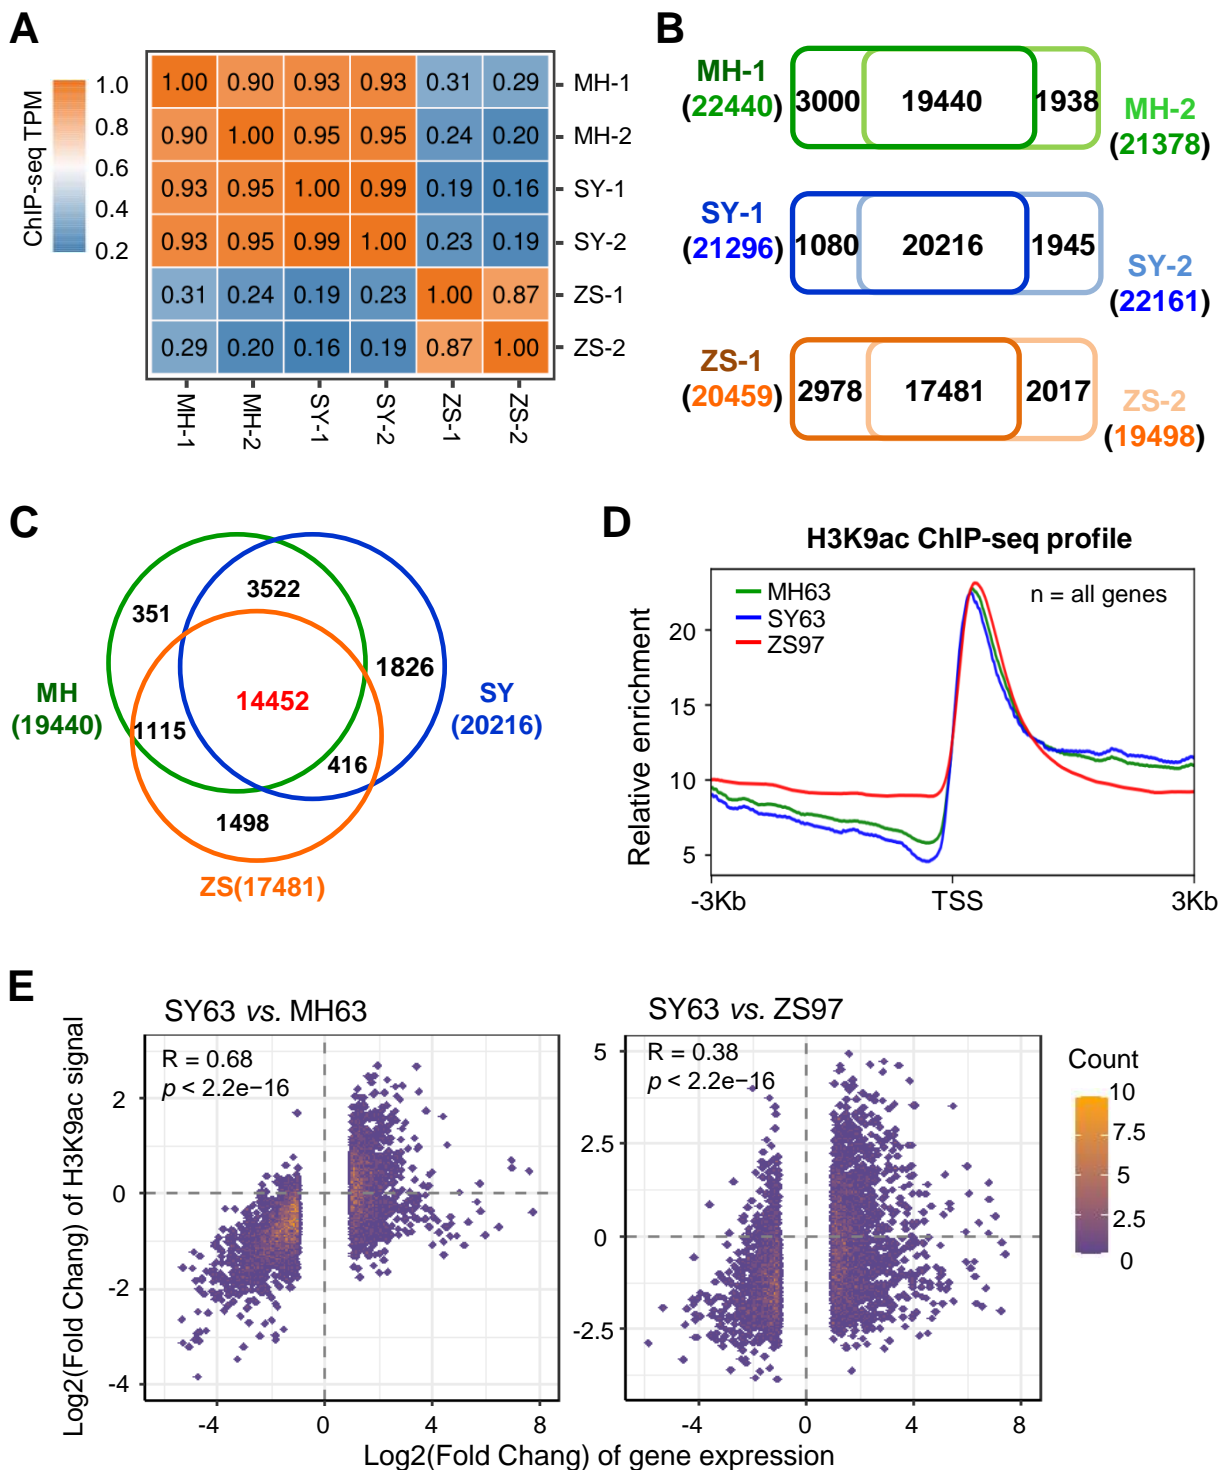 A
ChIP-seq TPM
1.0
0.8
0.6
0.4
0.2
1.00 0.90 0.93 0.93 0.31 0.29 MH-1
0.90 1.00 0.95 0.95 0.24 0.20 MH-2
0.93 0.95 1.00 0.99 0.19 0.16 SY-1
0.93 0.95 0.99 1.00 0.23 0.19 SY-2
0.31 0.24 0.19 0.23 1.00 0.87 ZS-1
0.29 0.20 0.16 0.19 0.87 1.00 ZS-2
MH-1 MH-2 SY-1 SY-2 ZS-1 ZS-2
B
MH-1
(22440)
3000 19440 1938
MH-2
(21378)
SY-1
(21296)
1080 20216 1945
SY-2
(22161)
ZS-1
(20459)
2978 17481 2017
ZS-2
(19498)
C
3522
351
1826
MH
(19440)
14452
SY
(20216)
1115
416
1498
ZS(17481)
D
H3K9ac ChIP-seq profile
MH63
SY63
ZS97
n = all genes
Relative enrichment
20
15
10
5
-3Kb TSS 3Kb
E
SY63 vs. MH63
R = 0.68
p < 2.2e−16
Log2(Fold Chang) of H3K9ac signal
2
0
-2
-4
-4 0 4 8
SY63 vs. ZS97
R = 0.38
p < 2.2e−16
5
2.5
0
-2.5
-4 0 4 8
Log2(Fold Chang) of gene expression
Count
10
7.5
5
2.5
0